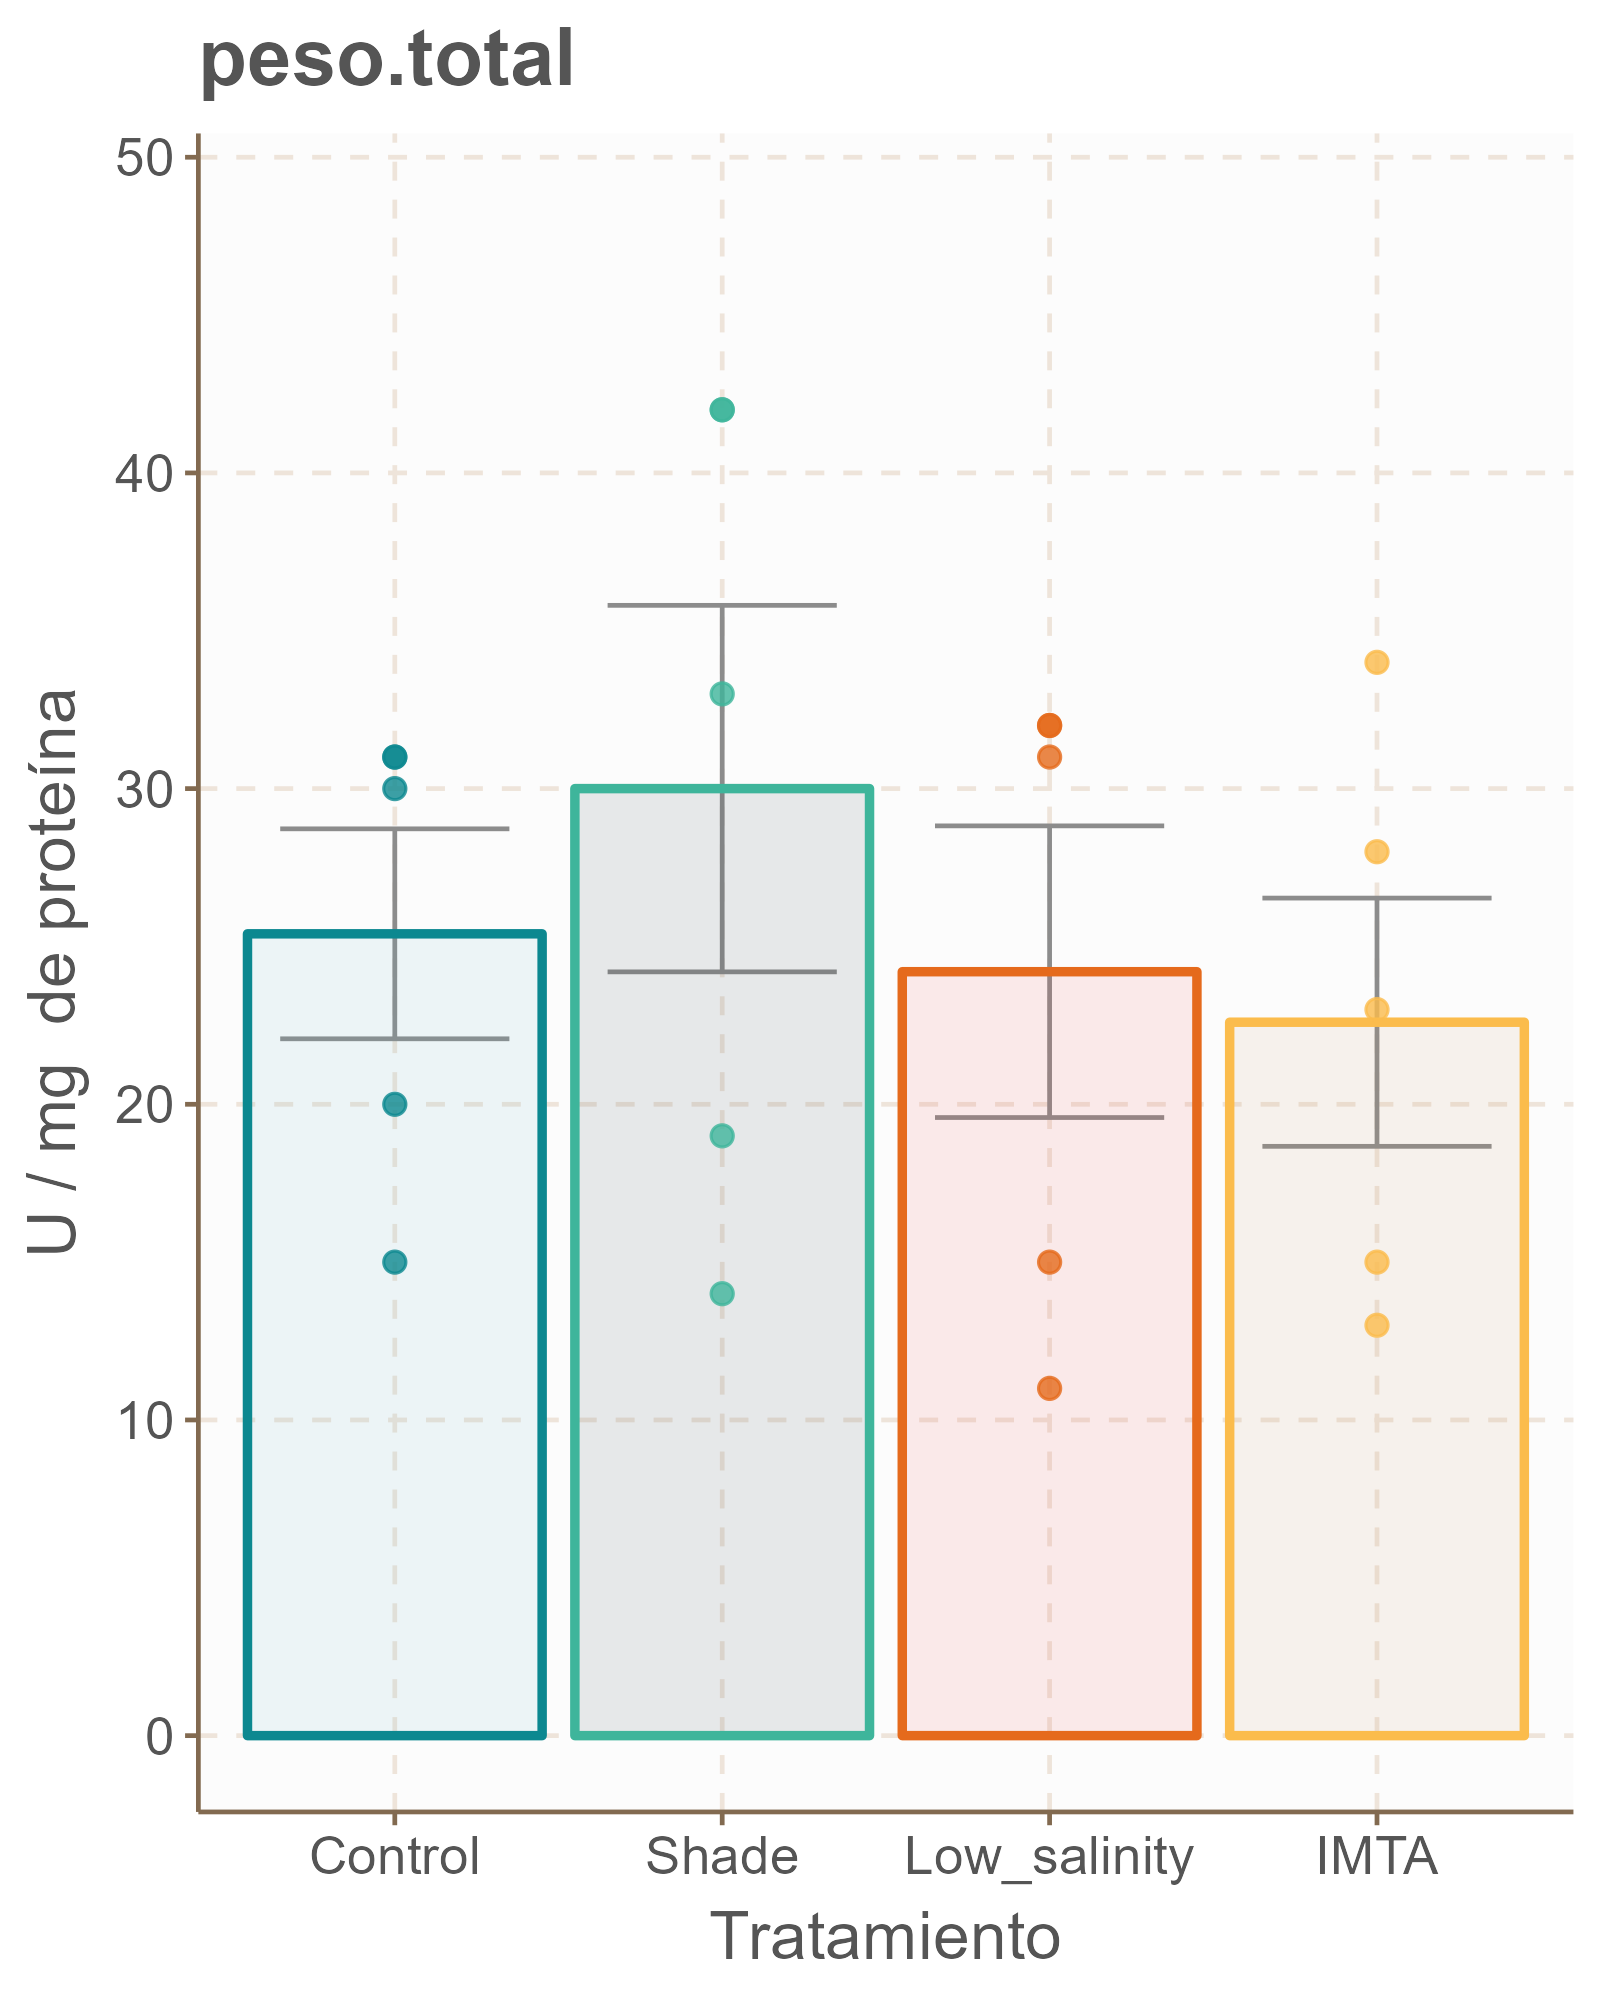 peso.total
U / mg  de proteína
50
40
30
20
10
0
Control
Shade
Low_salinity
IMTA
Tratamiento